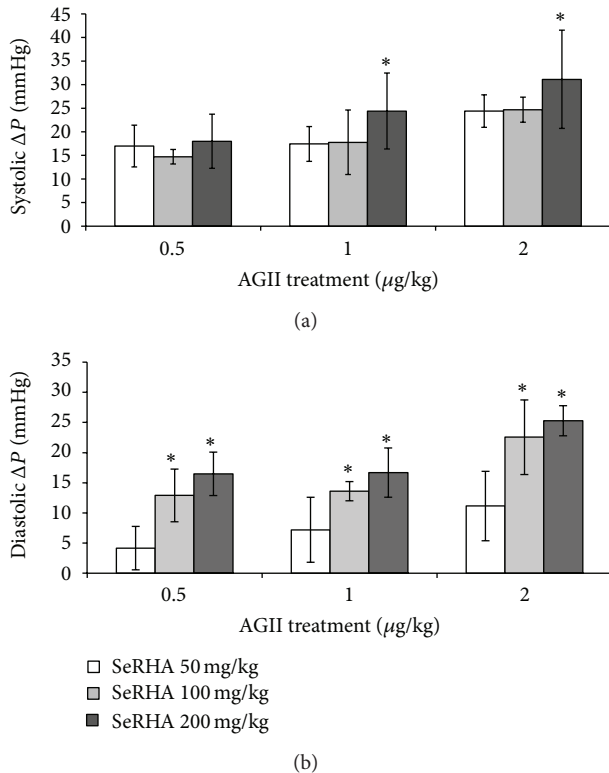 45
40
35
30
25
20
15
10
5
0
Systolic ΔP (mmHg)
* *
0.5 1 2
AGII treatment (μg/kg)
(a)
35
30
25
20
15
10
5
0
Diastolic ΔP (mmHg)
* * * * * *
0.5 1 2
AGII treatment (μg/kg)
SeRHA 50 mg/kg
SeRHA 100 mg/kg
SeRHA 200 mg/kg
(b)